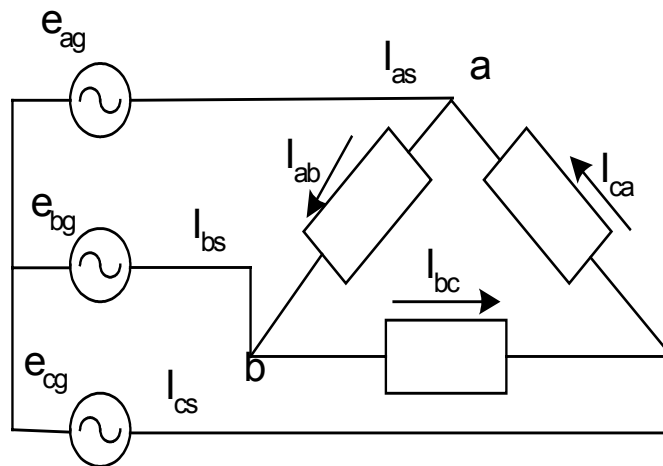 e_ag
I_as
a
I_ab
I_ca
e_bg
I_bs
I_bc
b
e_cg
I_cs